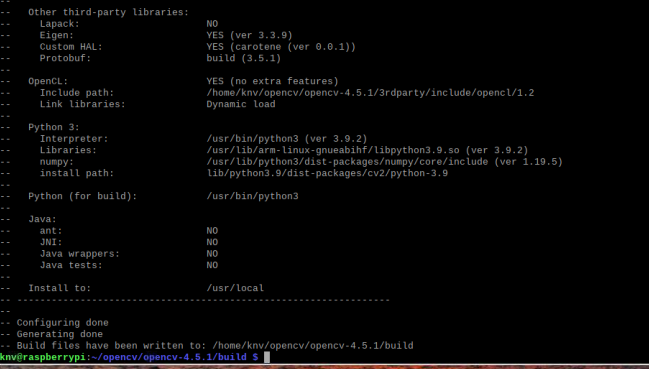 --
--   Other third-party libraries:
--     Lapack:                      NO
--     Eigen:                       YES (ver 3.3.9)
--     Custom HAL:                  YES (carotene (ver 0.0.1))
--     Protobuf:                    build (3.5.1)
--
--   OpenCL:                        YES (no extra features)
--     Include path:                /home/knv/opencv/opencv-4.5.1/3rdparty/include/opencl/1.2
--     Link libraries:              Dynamic load
--
--   Python 3:
--     Interpreter:                 /usr/bin/python3 (ver 3.9.2)
--     Libraries:                   /usr/lib/arm-linux-gnueabihf/libpython3.9.so (ver 3.9.2)
--     numpy:                       /usr/lib/python3/dist-packages/numpy/core/include (ver 1.19.5)
--     install path:                lib/python3.9/dist-packages/cv2/python-3.9
--
--   Python (for build):            /usr/bin/python3
--
--   Java:
--     ant:                         NO
--     JNI:                         NO
--     Java wrappers:               NO
--     Java tests:                  NO
--
--   Install to:                    /usr/local
-- -----------------------------------------------------------------
--
-- Configuring done
-- Generating done
-- Build files have been written to: /home/knv/opencv/opencv-4.5.1/build
knv@raspberrypi:~/opencv/opencv-4.5.1/build $